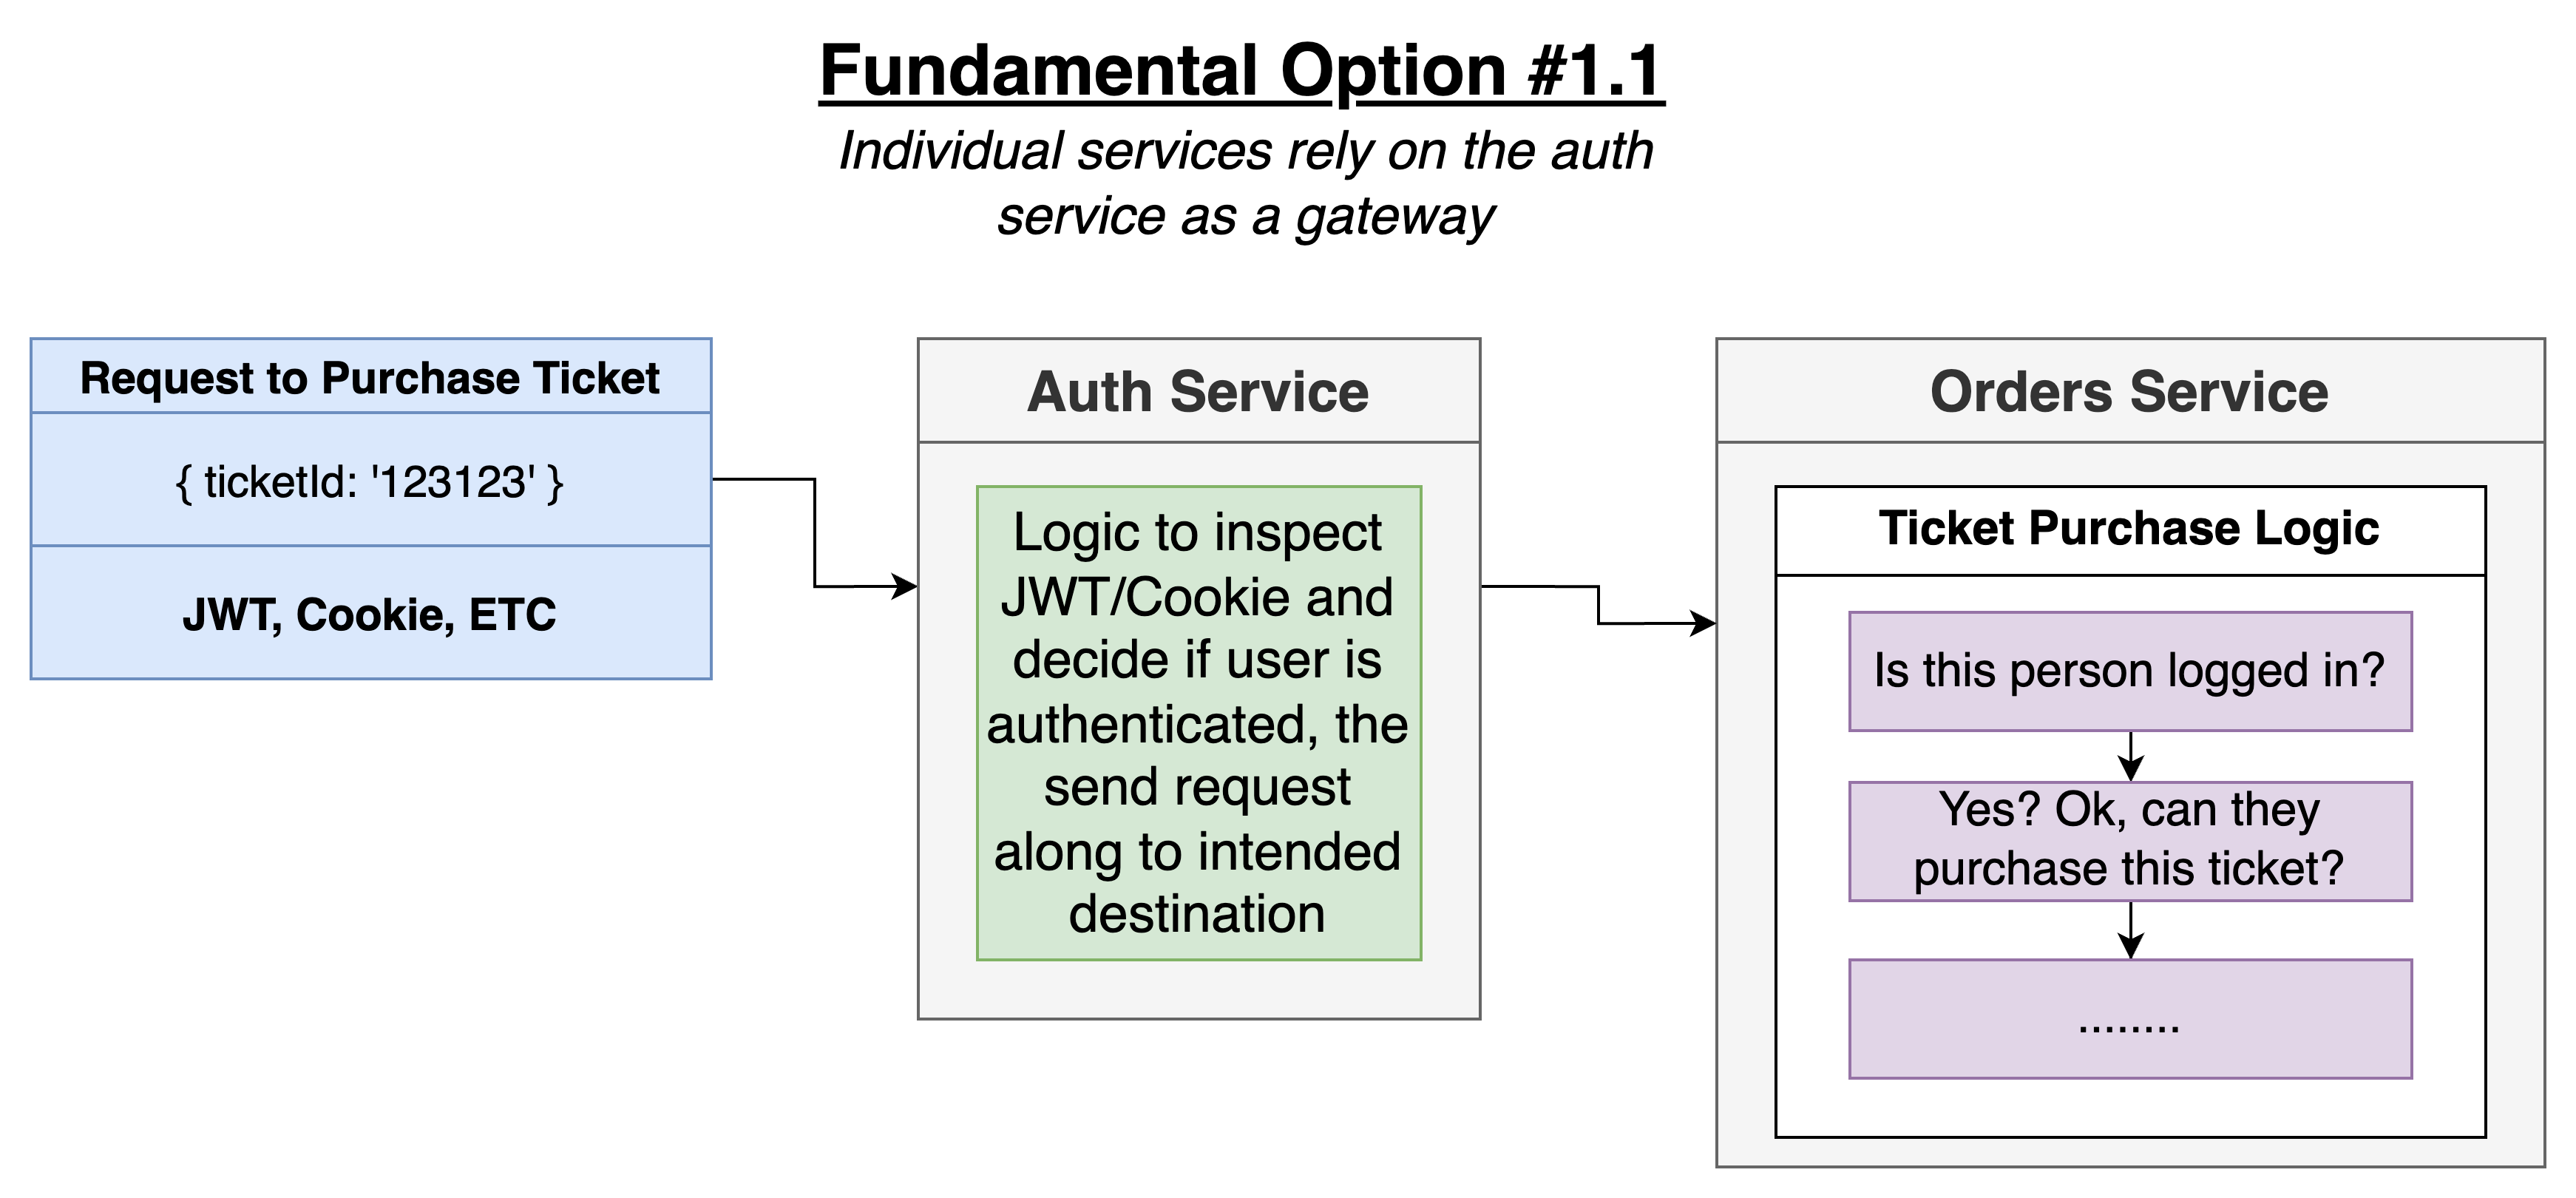 Fundamental Option #1.1
Individual services rely on the auth
service as a gateway
Request to Purchase Ticket
{ ticketId: '123123' }
JWT, Cookie, ETC
Auth Service
Logic to inspect
JWT/Cookie and
decide if user is
authenticated, the
send request
along to intended
destination
Orders Service
Ticket Purchase Logic
Is this person logged in?
Yes? Ok, can they
purchase this ticket?
........